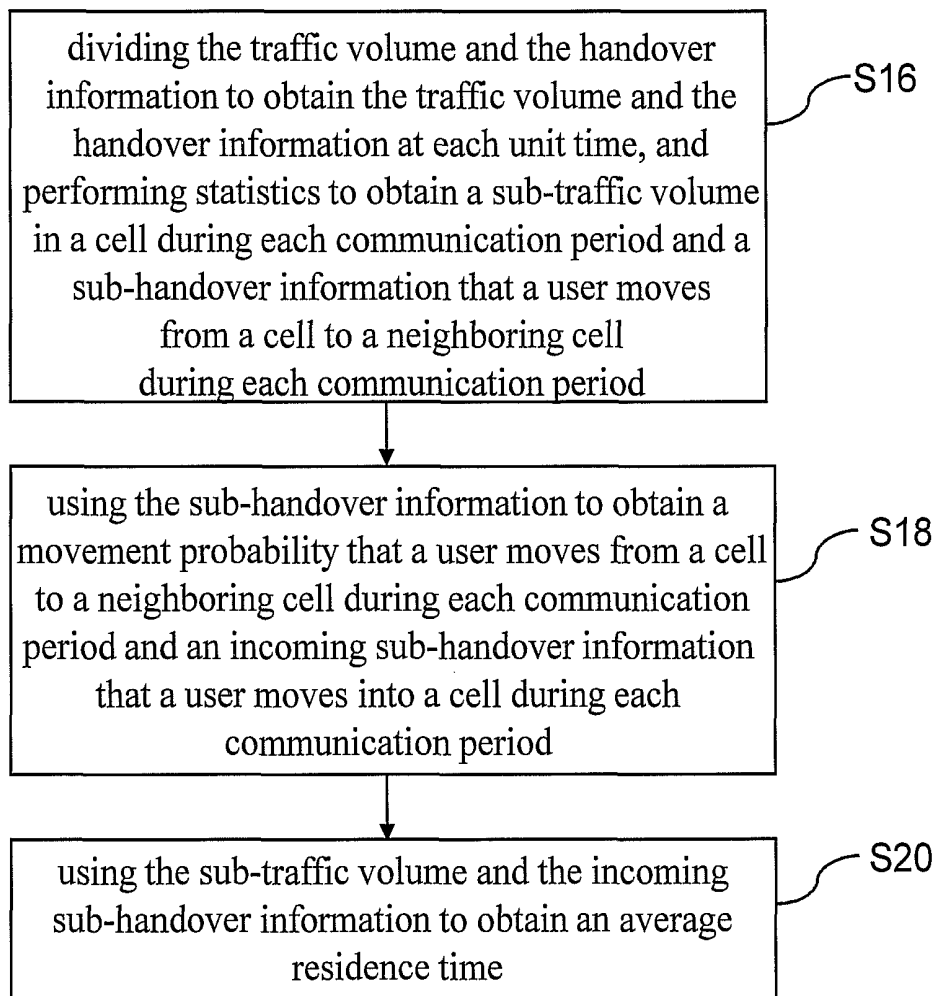 dividing the traffic volume and the handover
information to obtain the traffic volume and the
handover information at each unit time, and
performing statistics to obtain a sub-traffic volume
in a cell during each communication period and a
sub-handover information that a user moves
from a cell to a neighboring cell
during each communication period
S16
using the sub-handover information to obtain a
movement probability that a user moves from a cell
to a neighboring cell during each communication
period and an incoming sub-handover information
that a user moves into a cell during each
communication period
S18
using the sub-traffic volume and the incoming
sub-handover information to obtain an average
residence time
S20